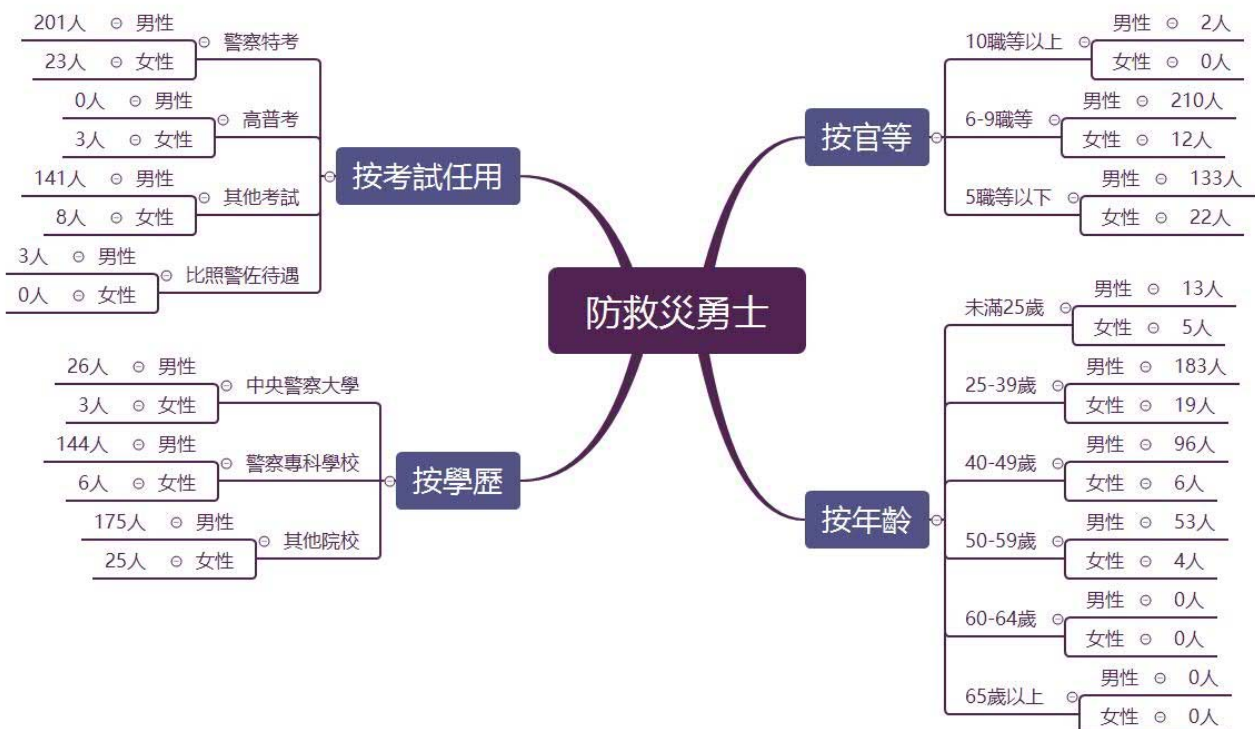 防救災勇士
按考試任用
警察特考
201人 男性
23人 女性
高普考
0人 男性
3人 女性
其他考試
141人 男性
8人 女性
比照警佐待遇
3人 男性
0人 女性
按學歷
中央警察大學
26人 男性
3人 女性
警察專科學校
144人 男性
6人 女性
其他院校
175人 男性
25人 女性
按官等
10職等以上
男性 2人
女性 0人
6-9職等
男性 210人
女性 12人
5職等以下
男性 133人
女性 22人
按年齡
未滿25歲
男性 13人
女性 5人
25-39歲
男性 183人
女性 19人
40-49歲
男性 96人
女性 6人
50-59歲
男性 53人
女性 4人
60-64歲
男性 0人
女性 0人
65歲以上
男性 0人
女性 0人